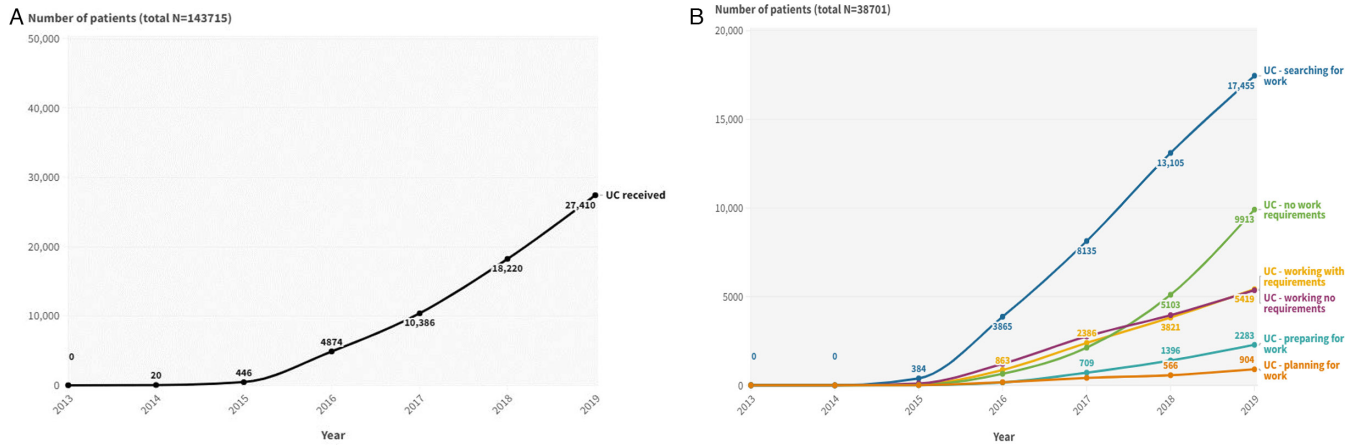 A
Number of patients (total N=143715)
50,000
40,000
30,000
20,000
10,000
0
0
20
446
4874
10,386
18,220
27,410
UC received
2013
2014
2015
2016
2017
2018
2019
Year
B
Number of patients (total N=38701)
20,000
15,000
10,000
5000
0
0
0
384
3865
8135
13,105
17,455
863
2386
3821
5419
5103
9913
709
1396
2283
566
904
UC - searching for
work
UC - no work
requirements
UC - working with
requirements
UC - working no
requirements
UC - preparing for
work
UC - planning for
work
2013
2014
2015
2016
2017
2018
2019
Year